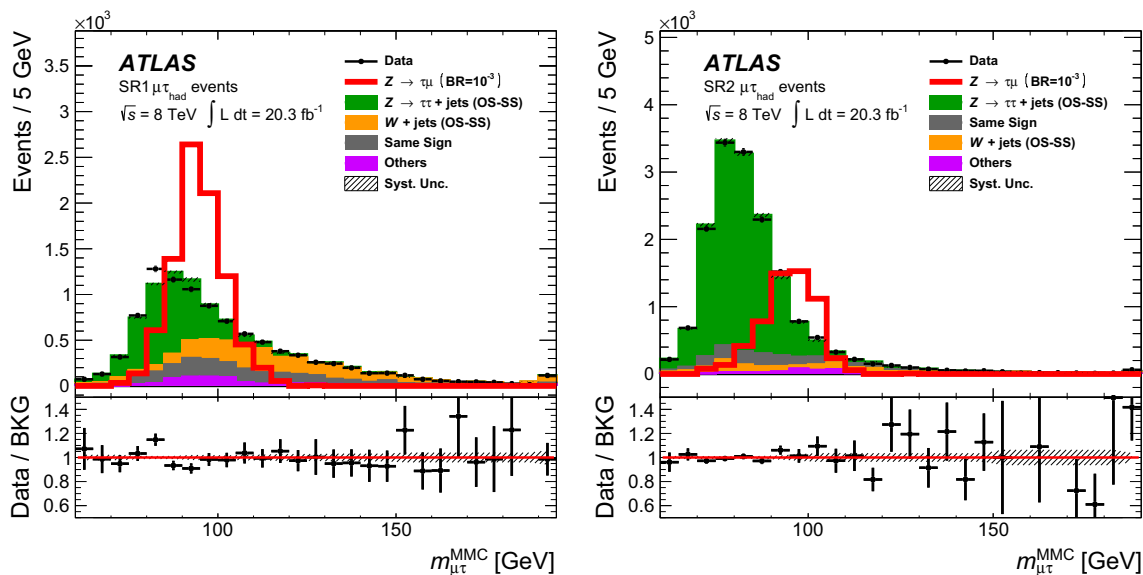 ×10³
Events / 5 GeV
ATLAS
SR1 μτ_had events
√s = 8 TeV ∫ L dt = 20.3 fb⁻¹
Data
Z → τμ (BR=10⁻³)
Z → ττ + jets (OS-SS)
W + jets (OS-SS)
Same Sign
Others
Syst. Unc.
3.5
3
2.5
2
1.5
1
0.5
0
Data / BKG
1.4
1.2
1
0.8
0.6
100 150
m_μτ^MMC [GeV]
×10³
Events / 5 GeV
ATLAS
SR2 μτ_had events
√s = 8 TeV ∫ L dt = 20.3 fb⁻¹
Data
Z → τμ (BR=10⁻³)
Z → ττ + jets (OS-SS)
Same Sign
W + jets (OS-SS)
Others
Syst. Unc.
5
4
3
2
1
0
Data / BKG
1.4
1.2
1
0.8
0.6
100 150
m_μτ^MMC [GeV]